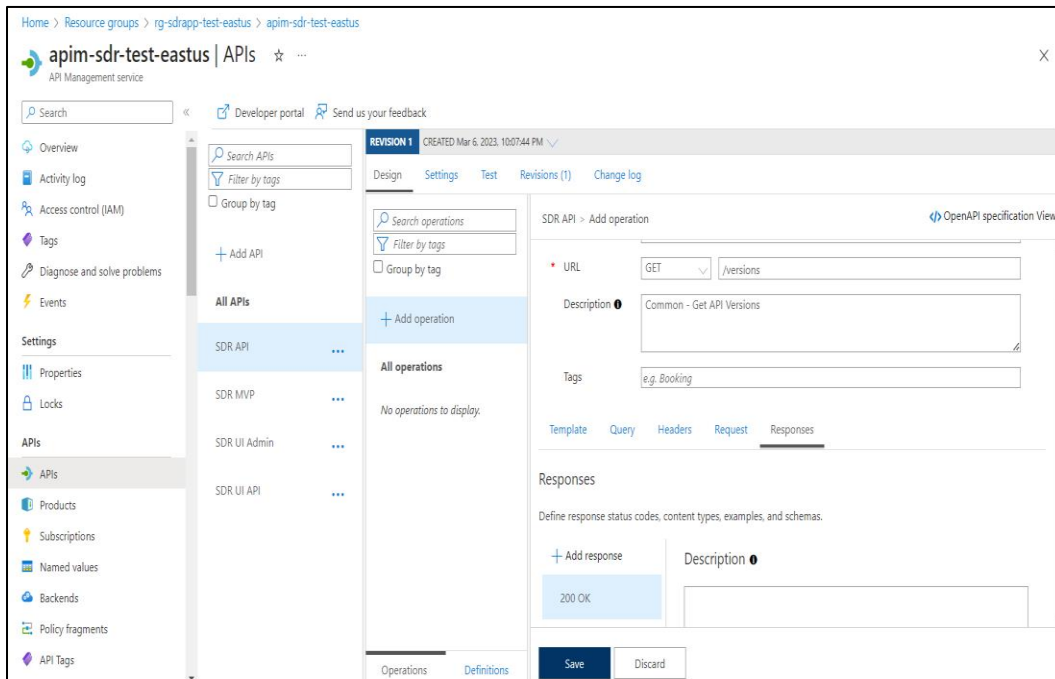 Home > Resource groups > rg-sdrapp-test-eastus > apim-sdr-test-eastus
apim-sdr-test-eastus | APIs
API Management service
Search
Overview
Activity log
Access control (IAM)
Tags
Diagnose and solve problems
Events
Settings
Properties
Locks
APIs
APIs
Products
Subscriptions
Named values
Backends
Policy fragments
API Tags
Developer portal
Send us your feedback
Search APIs
Filter by tags
Group by tag
+ Add API
All APIs
SDR API
SDR MVP
SDR UI Admin
SDR UI API
REVISION 1 CREATED Mar 6, 2023, 10:07:44 PM
Design Settings Test Revisions (1) Change log
Search operations
Filter by tags
Group by tag
+ Add operation
All operations
No operations to display.
Operations Definitions
SDR API > Add operation
</> OpenAPI specification View
* URL GET /versions
Description Common - Get API Versions
Tags e.g. Booking
Template Query Headers Request Responses
Responses
Define response status codes, content types, examples, and schemas.
+ Add response
200 OK
Description
Save Discard